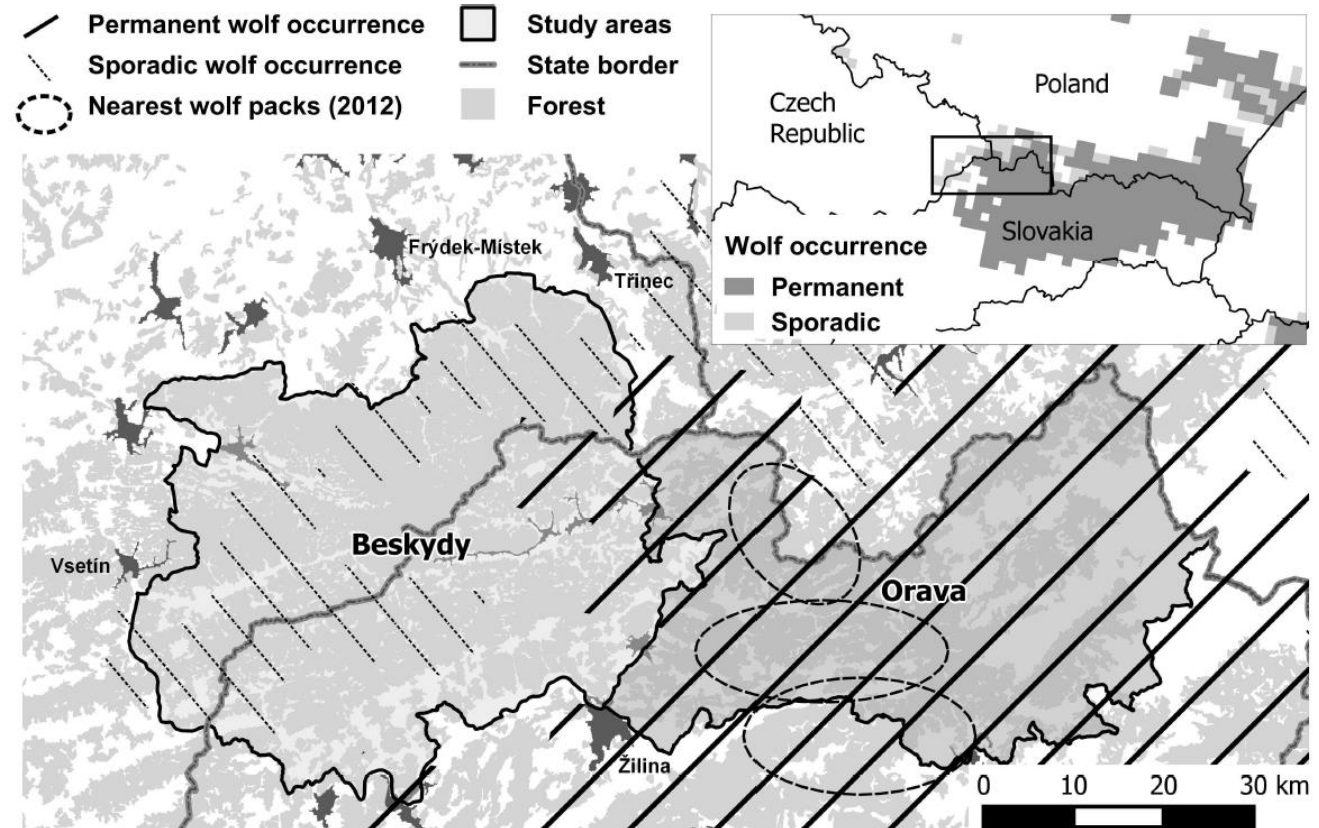 Permanent wolf occurrence
Sporadic wolf occurrence
Nearest wolf packs (2012)
Study areas
State border
Forest
Poland
Czech
Republic
Slovakia
Wolf occurrence
Permanent
Sporadic
Frýdek-Místek
Třinec
Beskydy
Vsetín
Orava
Žilina
0 10 20 30 km